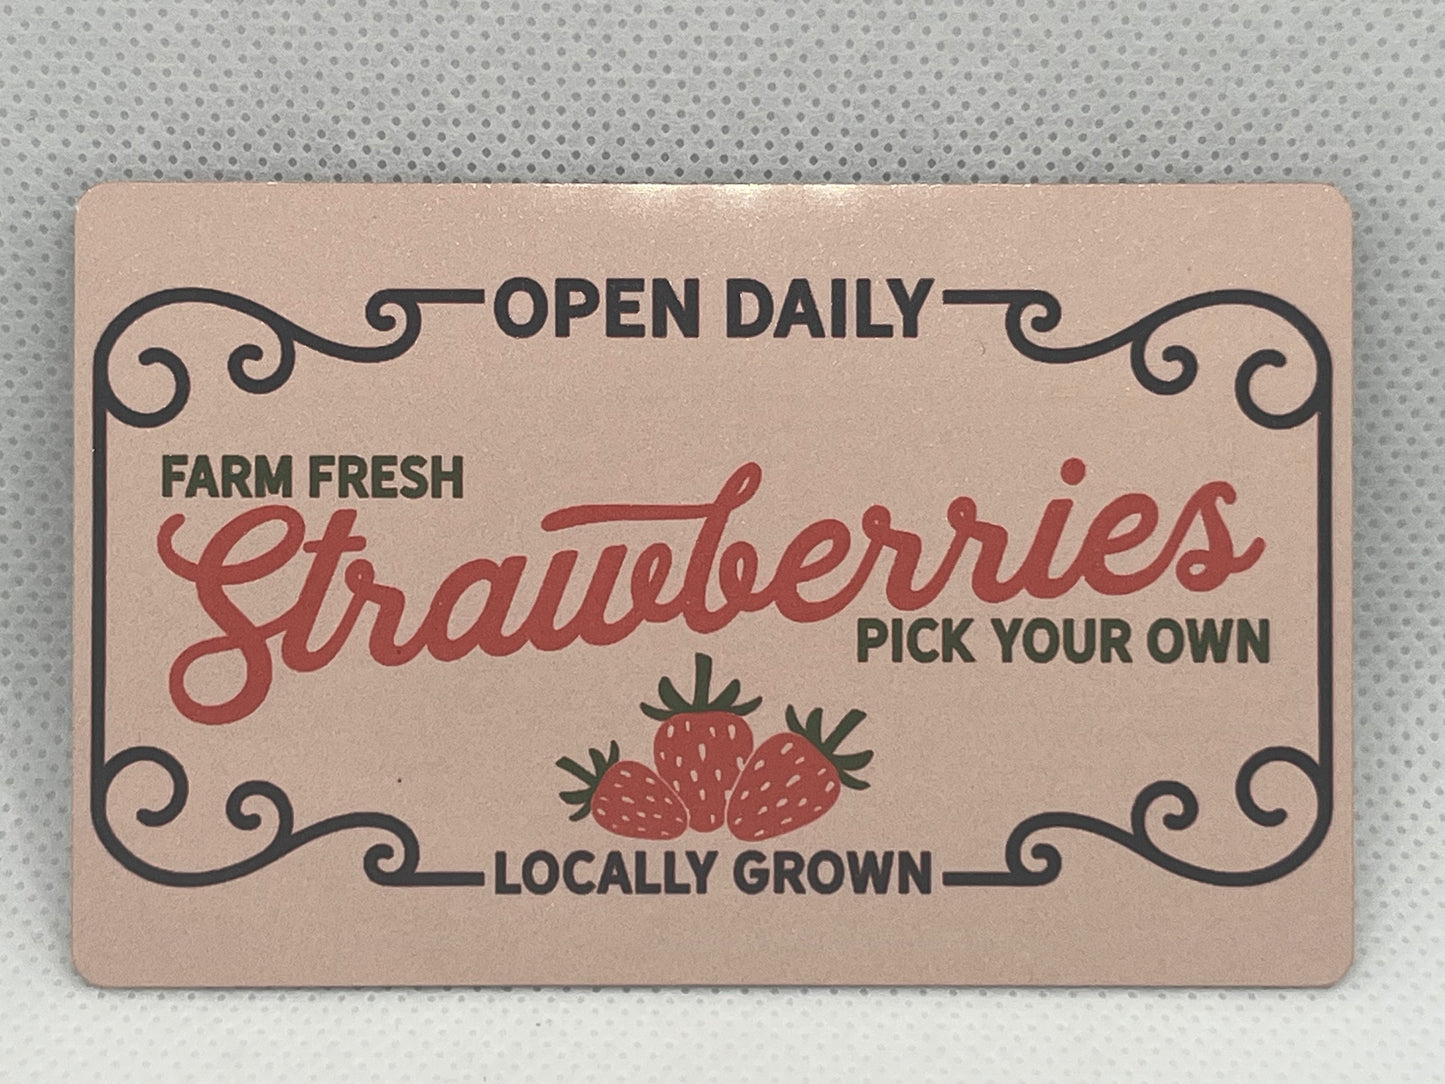 OPEN DAILY
FARM FRESH
Strawberries
PICK YOUR OWN
LOCALLY GROWN